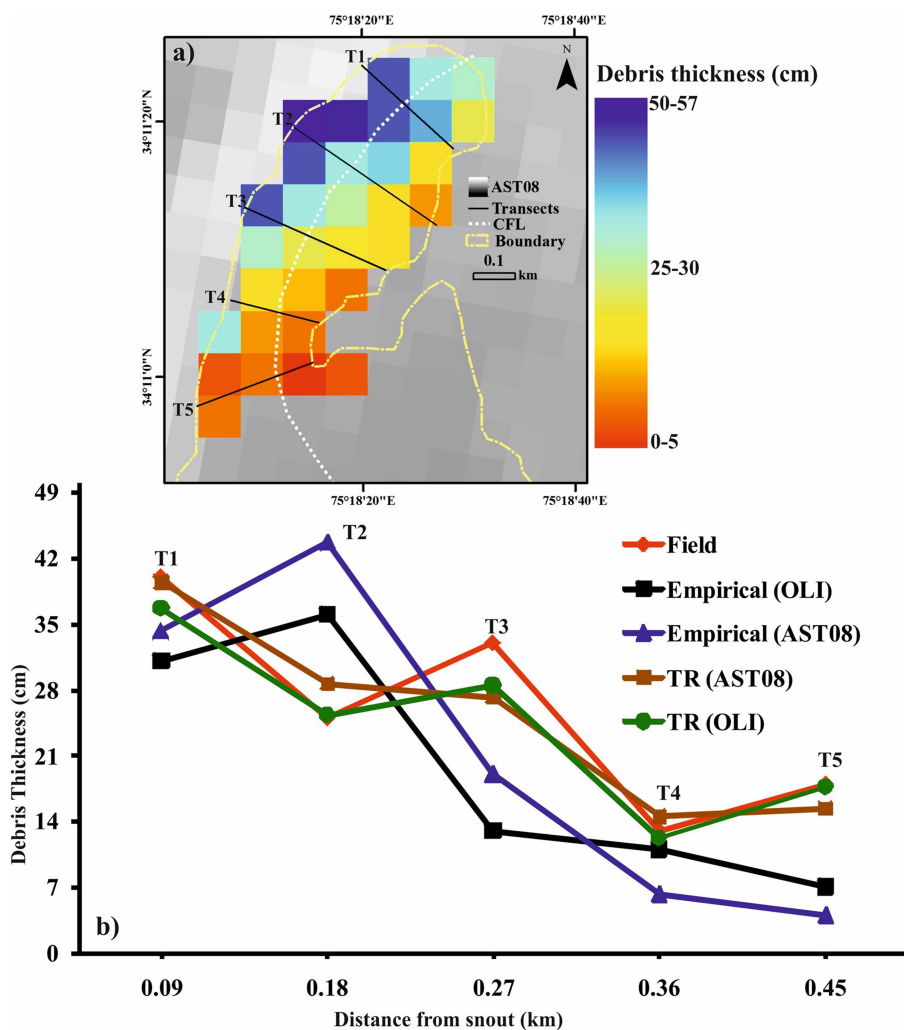 75°18'20"E
75°18'40"E
a)
T1
N
Debris thickness (cm)
34°11'20"N
T2
50-57
AST08
Transects
CFL
Boundary
0.1
km
T3
25-30
T4
34°11'0"N
T5
0-5
75°18'20"E
75°18'40"E
49
42
35
28
21
14
7
0
Debris Thickness (cm)
T1
T2
T3
T4
T5
Field
Empirical (OLI)
Empirical (AST08)
TR (AST08)
TR (OLI)
b)
0.09
0.18
0.27
0.36
0.45
Distance from snout (km)